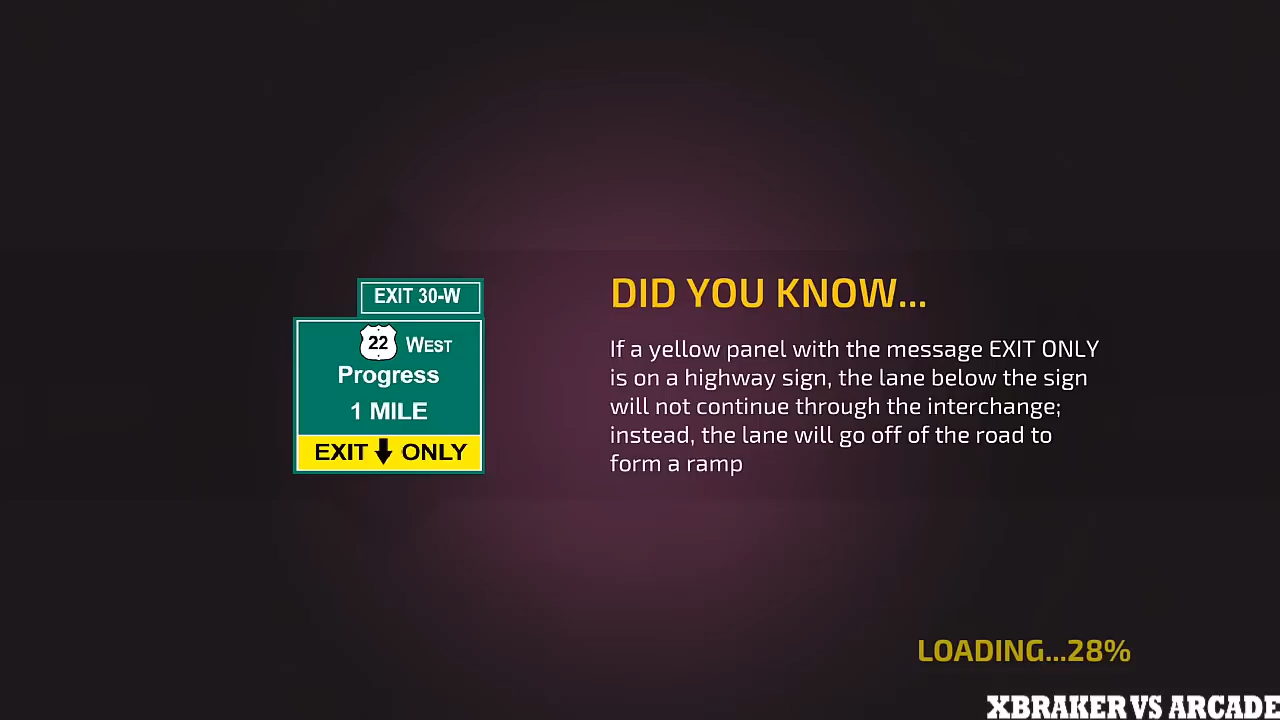 EXIT 30-W
22 WEST
Progress
1 MILE
EXIT ONLY
DID YOU KNOW...
If a yellow panel with the message EXIT ONLY
is on a highway sign, the lane below the sign
will not continue through the interchange;
instead, the lane will go off of the road to
form a ramp
LOADING...28%
XBRAKER VS ARCADE